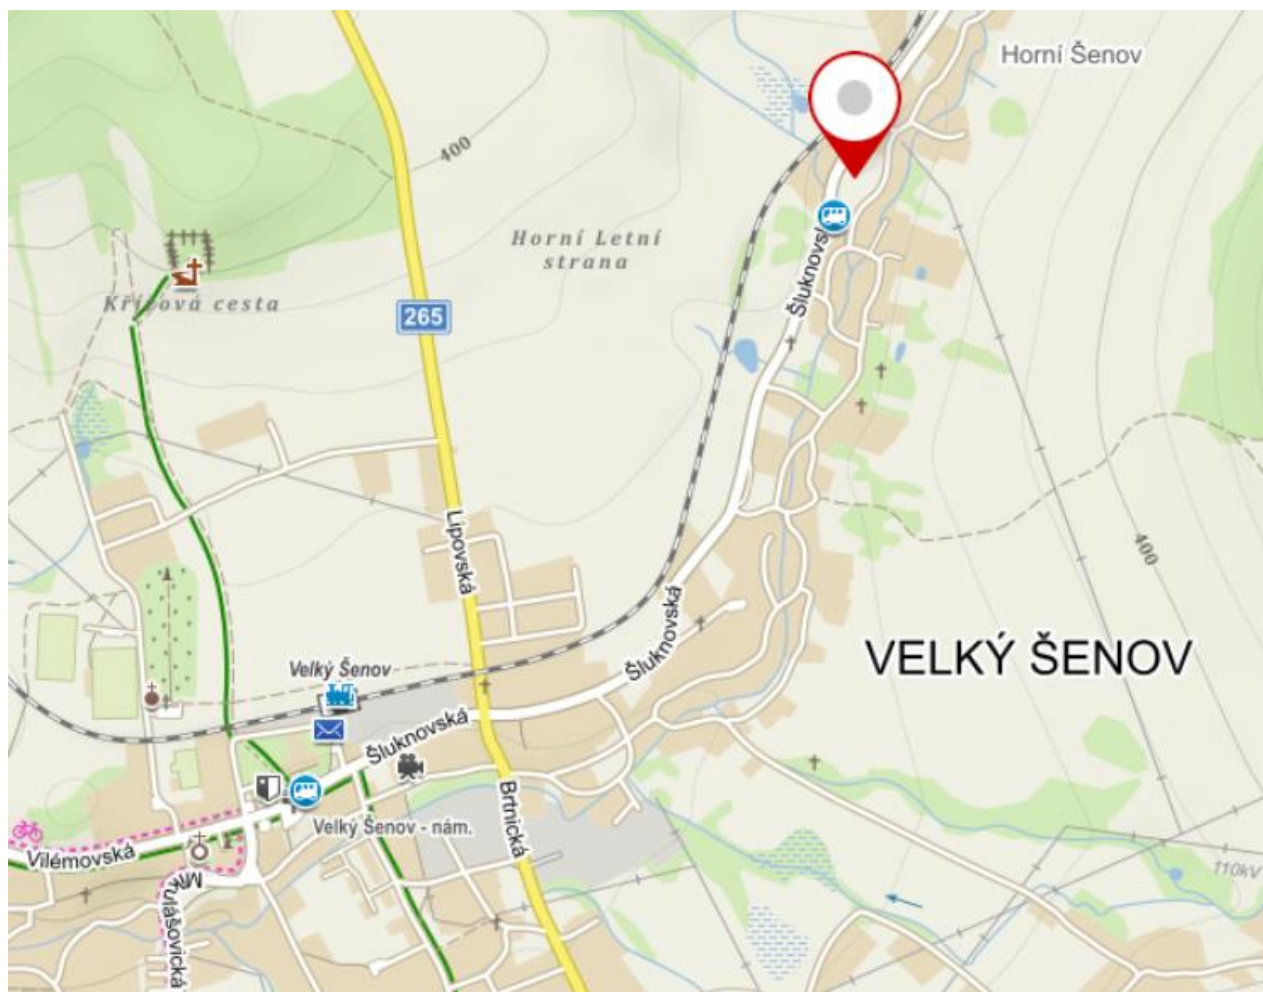 Horní Šenov
400
Horní Letní
strana
Šluknovská
Křížová cesta
265
Lipovská
400
Šluknovská
VELKÝ ŠENOV
Velký Šenov
Šluknovská
Brtnická
Velký Šenov - nám.
Vilémovská
Mikulášovická
110kV